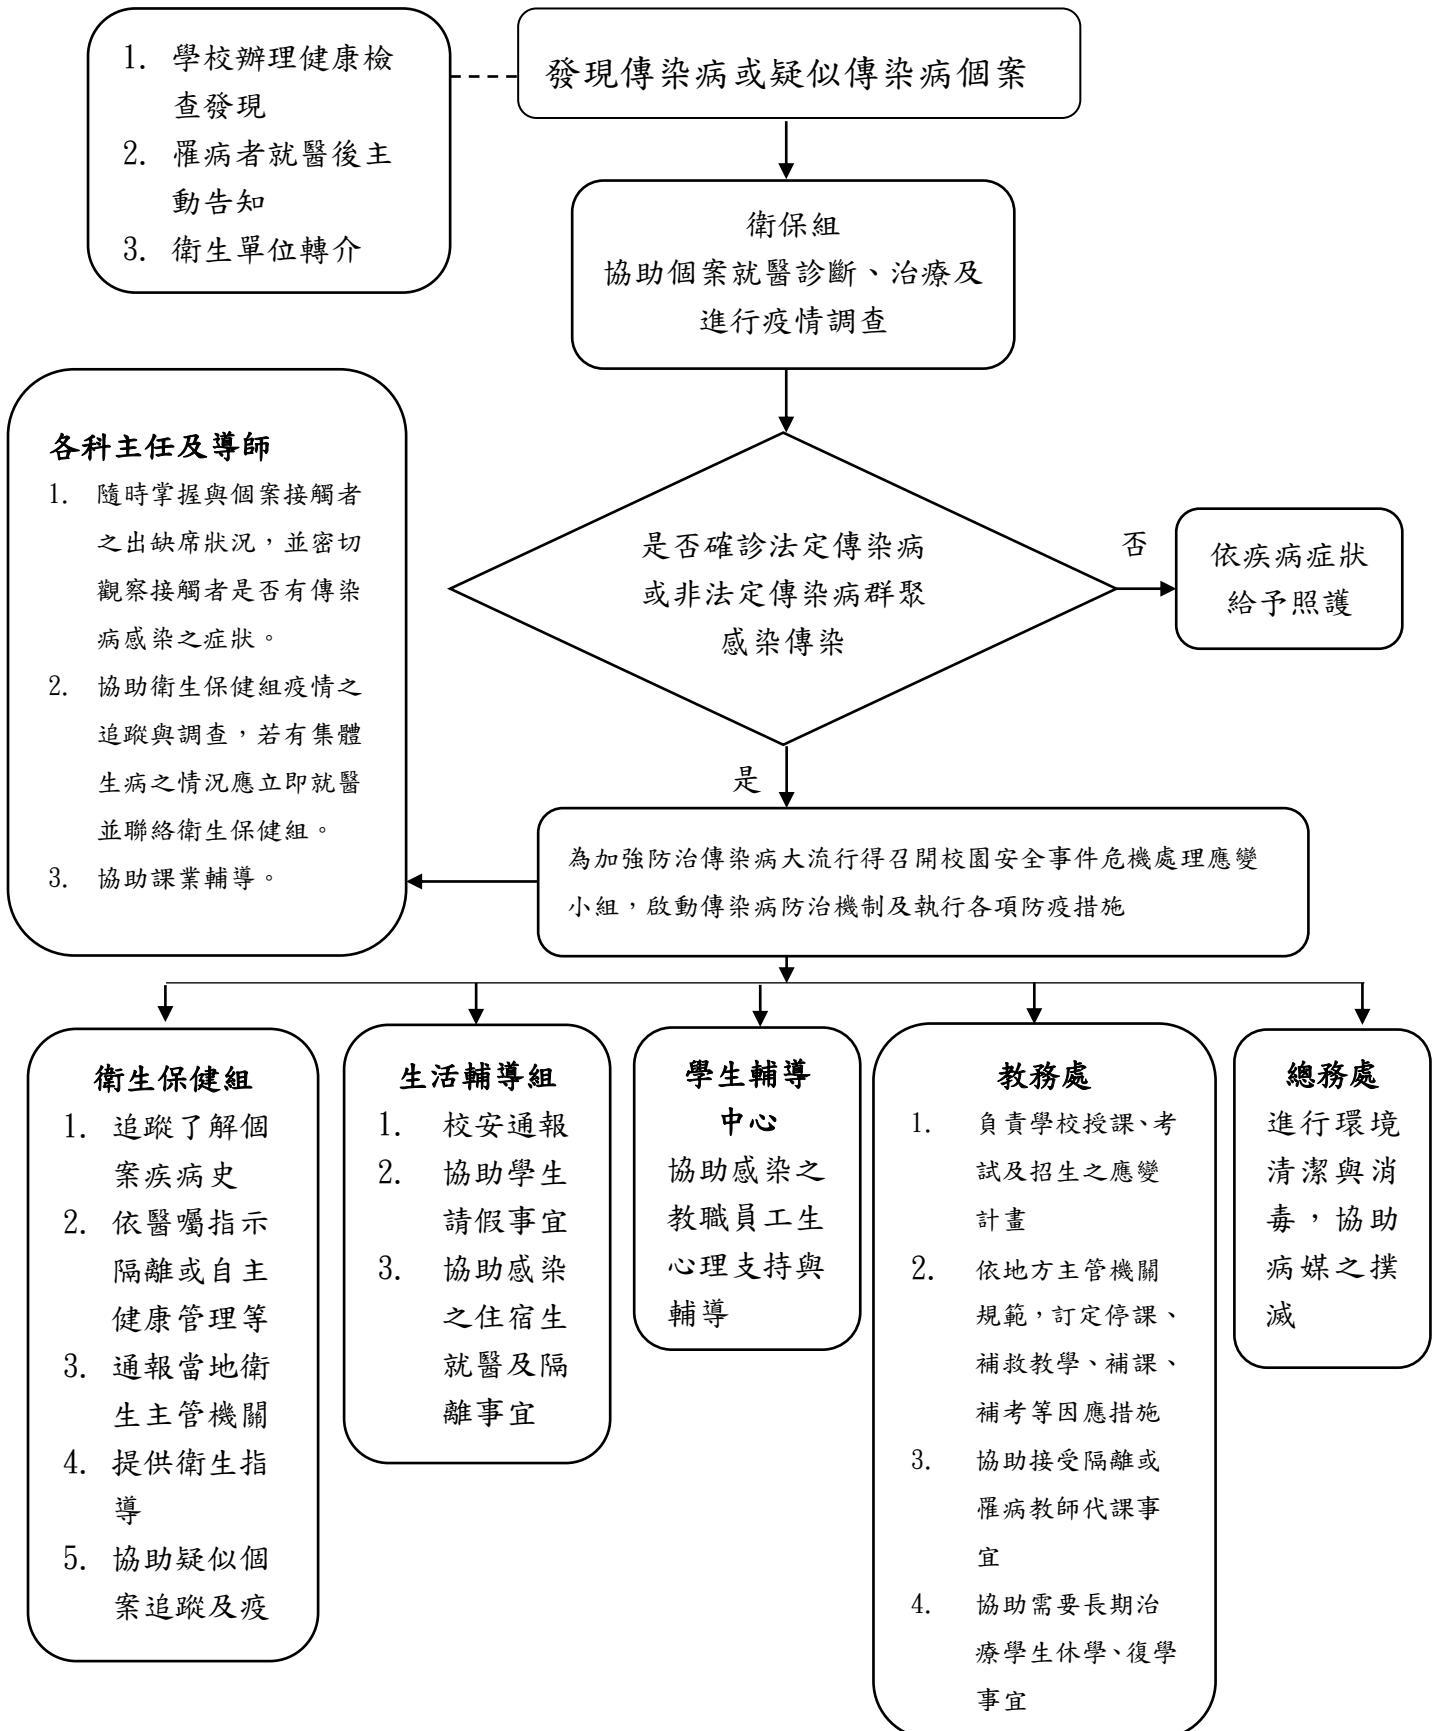 1. 學校辦理健康檢
查發現
2. 罹病者就醫後主
動告知
3. 衛生單位轉介
發現傳染病或疑似傳染病個案
衛保組
協助個案就醫診斷、治療及
進行疫情調查
各科主任及導師
1. 隨時掌握與個案接觸者
之出缺席狀況，並密切
觀察接觸者是否有傳染
病感染之症狀。
2. 協助衛生保健組疫情之
追蹤與調查，若有集體
生病之情況應立即就醫
並聯絡衛生保健組。
3. 協助課業輔導。
是否確診法定傳染病
或非法定傳染病群聚
感染傳染
否
依疾病症狀
給予照護
是
為加強防治傳染病大流行得召開校園安全事件危機處理應變
小組，啟動傳染病防治機制及執行各項防疫措施
衛生保健組
1. 追蹤了解個
案疾病史
2. 依醫囑指示
隔離或自主
健康管理等
3. 通報當地衛
生主管機關
4. 提供衛生指
導
5. 協助疑似個
案追蹤及疫
生活輔導組
1. 校安通報
2. 協助學生
請假事宜
3. 協助感染
之住宿生
就醫及隔
離事宜
學生輔導
中心
協助感染之
教職員工生
心理支持與
輔導
教務處
1. 負責學校授課、考
試及招生之應變
計畫
2. 依地方主管機關
規範，訂定停課、
補救教學、補課、
補考等因應措施
3. 協助接受隔離或
罹病教師代課事
宜
4. 協助需要長期治
療學生休學、復學
事宜
總務處
進行環境
清潔與消
毒，協助
病媒之撲
滅